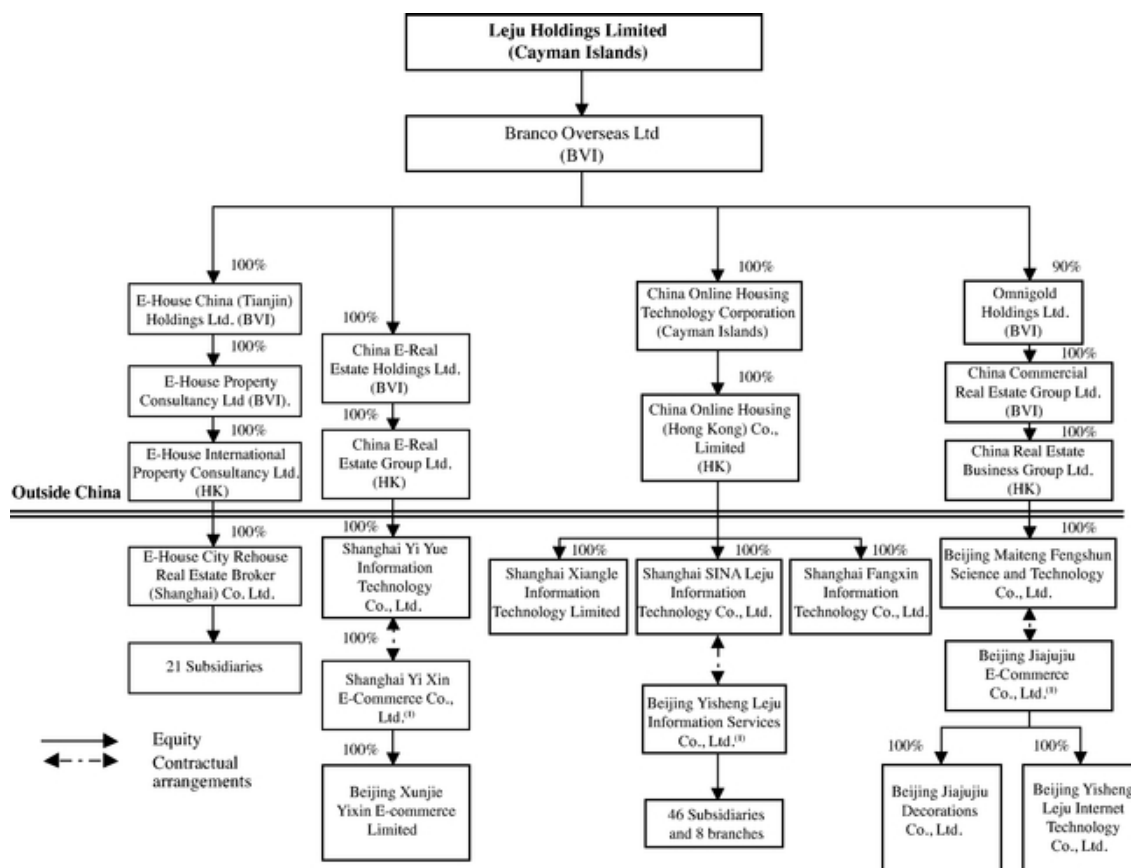 Leju Holdings Limited
(Cayman Islands)
Branco Overseas Ltd
(BVI)
100%
E-House China (Tianjin)
Holdings Ltd. (BVI)
100%
E-House Property
Consultancy Ltd (BVI).
100%
E-House International
Property Consultancy Ltd.
(HK)
100%
China E-Real
Estate Holdings Ltd.
(BVI)
100%
China E-Real
Estate Group Ltd.
(HK)
100%
China Online Housing
Technology Corporation
(Cayman Islands)
100%
China Online Housing
(Hong Kong) Co.,
Limited
(HK)
90%
Omnigold
Holdings Ltd.
(BVI)
100%
China Commercial
Real Estate Group Ltd.
(BVI)
100%
China Real Estate
Business Group Ltd.
(HK)
Outside China
100%
E-House City Rehouse
Real Estate Broker
(Shanghai) Co. Ltd.
21 Subsidiaries
100%
Shanghai Yi Yue
Information
Technology
Co., Ltd.
100%
Shanghai Yi Xin
E-Commerce Co.,
Ltd.(1)
100%
Beijing Xunjie
Yixin E-commerce
Limited
100%
Shanghai Xiangle
Information
Technology Limited
100%
Shanghai SINA Leju
Information
Technology Co., Ltd.
100%
Shanghai Fangxin
Information
Technology Co., Ltd.
Beijing Yisheng Leju
Information Services
Co., Ltd.(1)
46 Subsidiaries
and 8 branches
100%
Beijing Maiteng Fengshun
Science and Technology
Co., Ltd.
Beijing Jiajujiu
E-Commerce
Co., Ltd.(1)
100%
Beijing Jiajujiu
Decorations
Co., Ltd.
100%
Beijing Yisheng
Leju Internet
Technology
Co., Ltd.
Equity
Contractual
arrangements